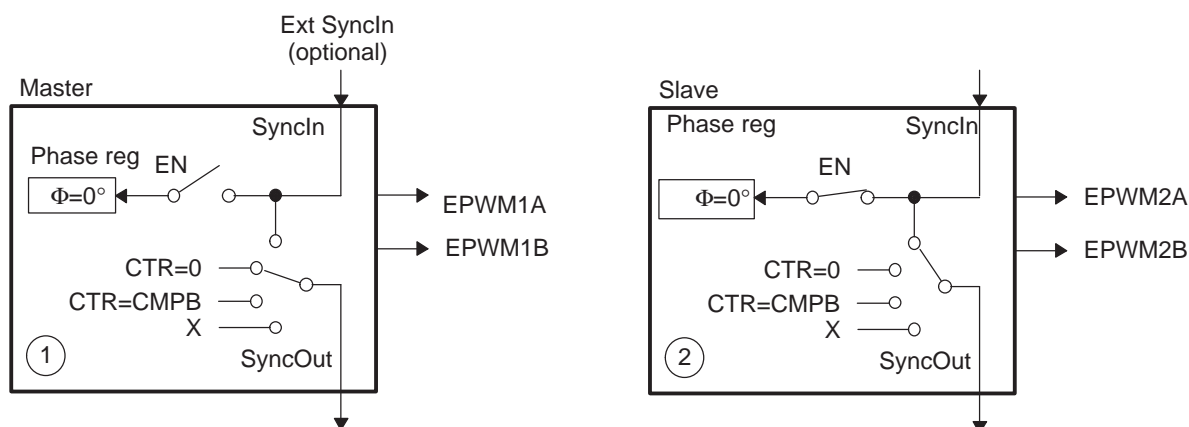 Ext SyncIn
(optional)
Master
SyncIn
Phase reg
EN
Φ=0°
EPWM1A
EPWM1B
CTR=0
CTR=CMPB
X
1
SyncOut
Slave
Phase reg
SyncIn
EN
Φ=0°
EPWM2A
EPWM2B
CTR=0
CTR=CMPB
X
2
SyncOut